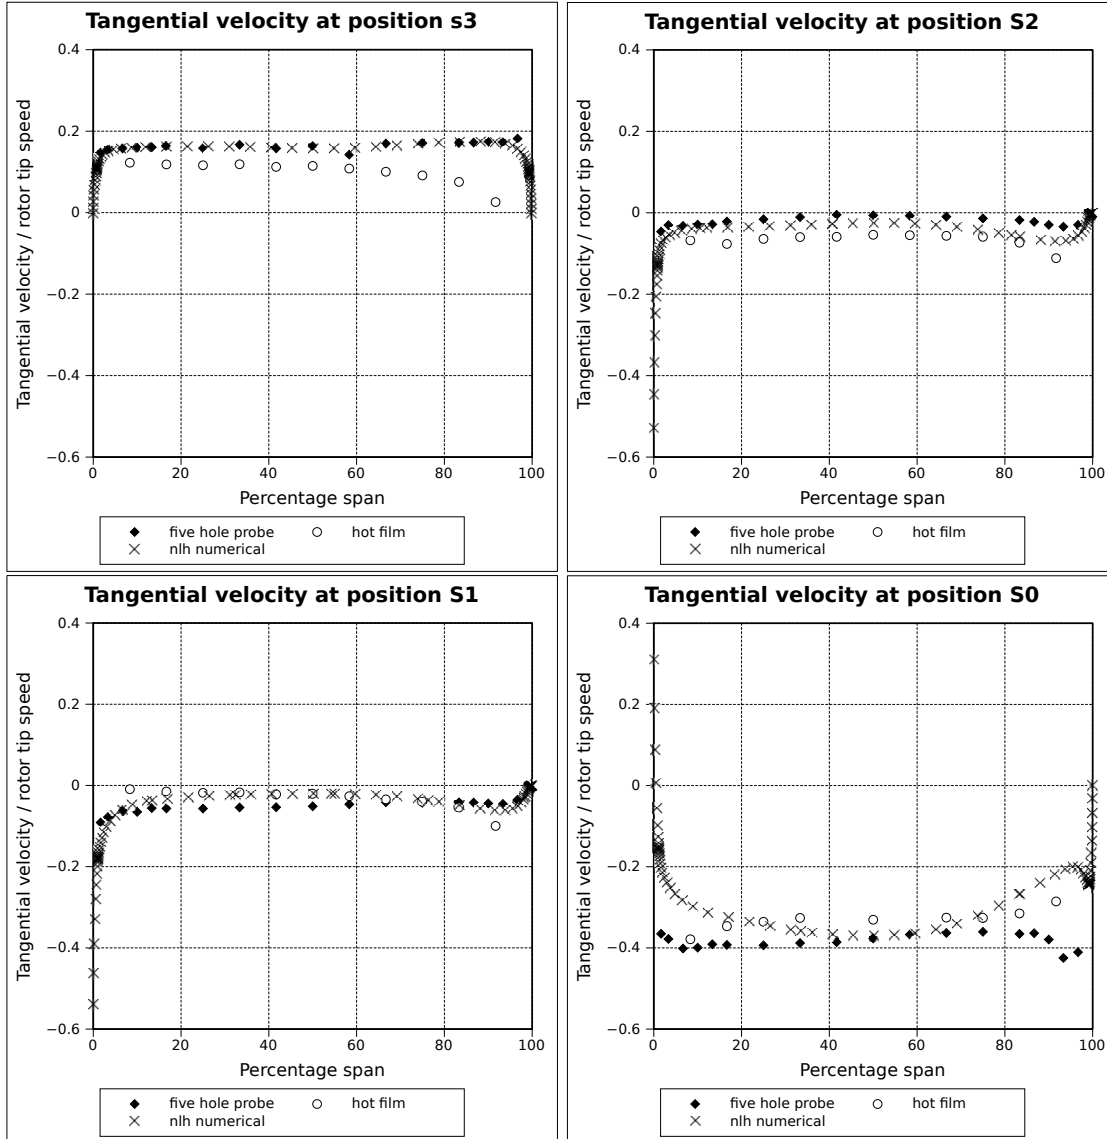 Tangential velocity at position s3
Tangential velocity / rotor tip speed
0.4
0.2
0
−0.2
−0.4
−0.6
0 20 40 60 80 100
Percentage span
five hole probe hot film
nlh numerical
Tangential velocity at position S2
Tangential velocity / rotor tip speed
0.4
0.2
0
−0.2
−0.4
−0.6
0 20 40 60 80 100
Percentage span
five hole probe hot film
nlh numerical
Tangential velocity at position S1
Tangential velocity / rotor tip speed
0.4
0.2
0
−0.2
−0.4
−0.6
0 20 40 60 80 100
Percentage span
five hole probe hot film
nlh numerical
Tangential velocity at position S0
Tangential velocity / rotor tip speed
0.4
0.2
0
−0.2
−0.4
−0.6
0 20 40 60 80 100
Percentage span
five hole probe hot film
nlh numerical